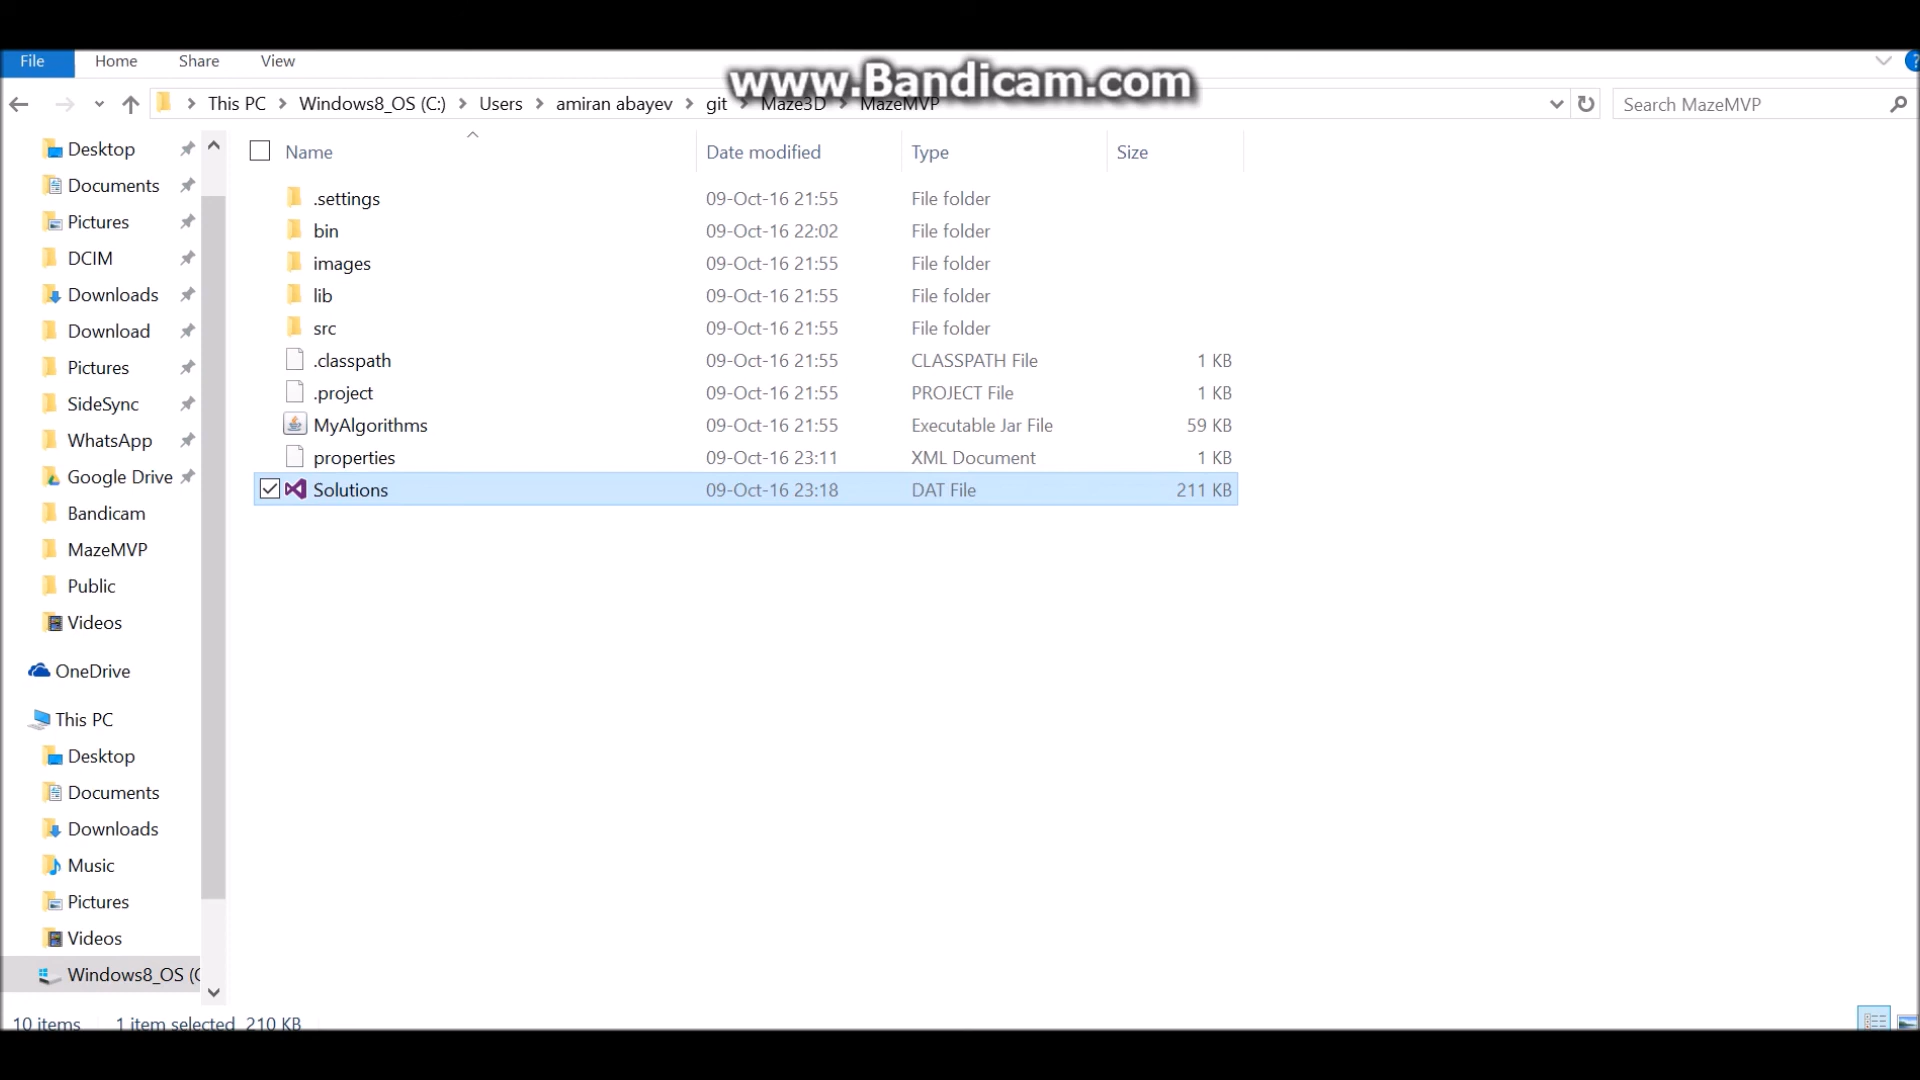 File Home Share View
www.Bandicam.com
This PC Windows8_OS (C:) Users amiran abayev git Maze3D MazeMVP
Search MazeMVP
Name Date modified Type Size
.settings 09-Oct-16 21:55 File folder
bin 09-Oct-16 22:02 File folder
images 09-Oct-16 21:55 File folder
lib 09-Oct-16 21:55 File folder
src 09-Oct-16 21:55 File folder
.classpath 09-Oct-16 21:55 CLASSPATH File 1 KB
.project 09-Oct-16 21:55 PROJECT File 1 KB
MyAlgorithms 09-Oct-16 21:55 Executable Jar File 59 KB
properties 09-Oct-16 23:11 XML Document 1 KB
Solutions 09-Oct-16 23:18 DAT File 211 KB
Desktop
Documents
Pictures
DCIM
Downloads
Download
Pictures
SideSync
WhatsApp
Google Drive
Bandicam
MazeMVP
Public
Videos
OneDrive
This PC
Desktop
Documents
Downloads
Music
Pictures
Videos
Windows8_OS (C
10 items 1 item selected 210 KB